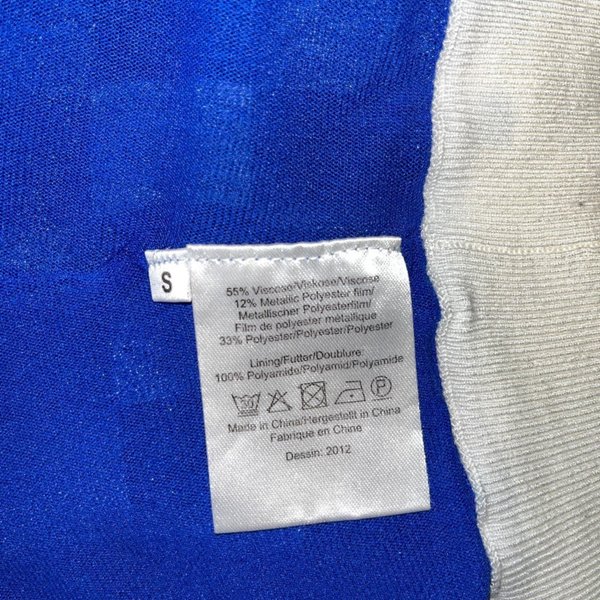 S
55% Viscose/Viskose/Viscose
12% Metallic Polyester film/
Metallischer Polyesterfilm/
Film de polyester métallique
33% Polyester/Polyester/Polyester
Lining/Futter/Doublure:
100% Polyamide/Polyamid/Polyamide
P
Made in China/Hergestellt in China
Fabrique en Chine
Dessin: 2012